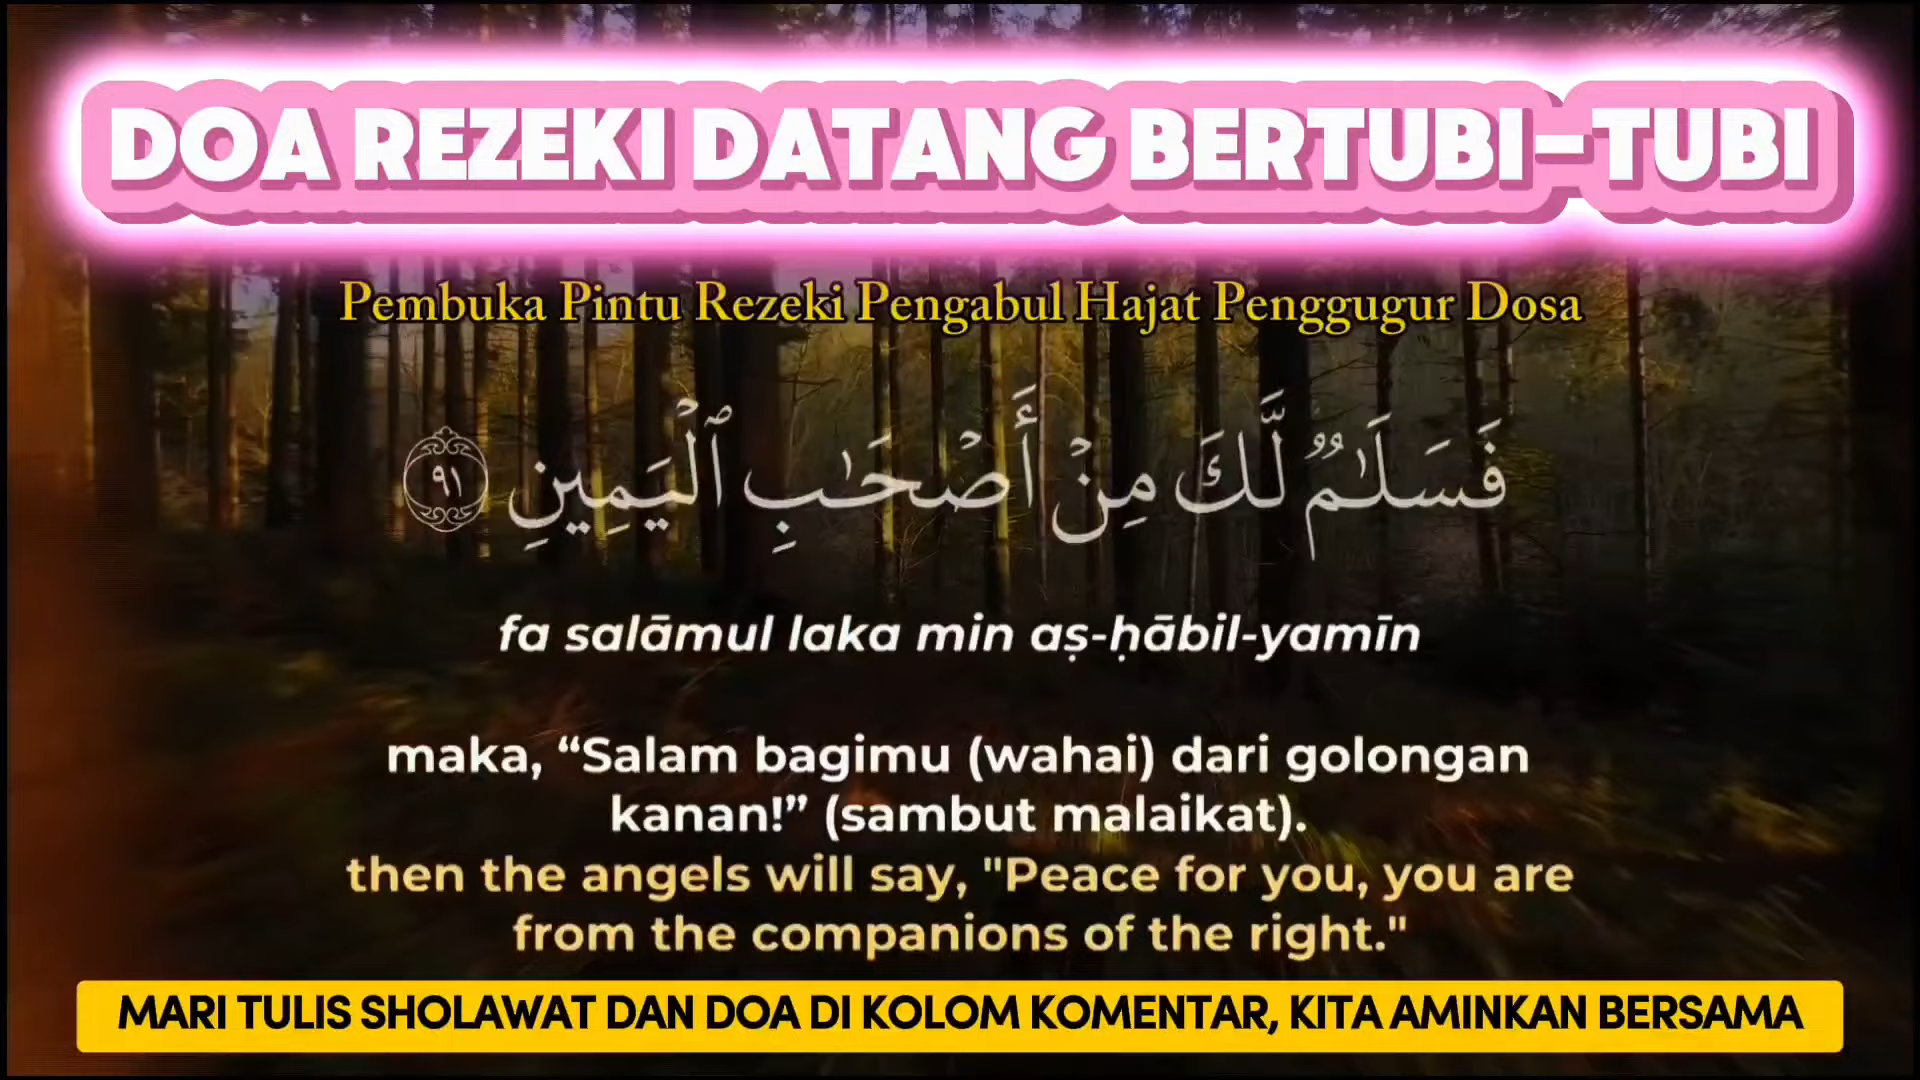 DOA REZEKI DATANG BERTUBI-TUBI
Pembuka Pintu Rezeki Pengabul Hajat Penggugur Dosa
فَسَلَـٰمٌۭ لَّكَ مِنْ أَصْحَـٰبِ ٱلْيَمِينِ ٩١
fa salāmul laka min aṣ-ḥābil-yamīn
maka, “Salam bagimu (wahai) dari golongan
kanan!” (sambut malaikat).
then the angels will say, "Peace for you, you are
from the companions of the right."
MARI TULIS SHOLAWAT DAN DOA DI KOLOM KOMENTAR, KITA AMINKAN BERSAMA